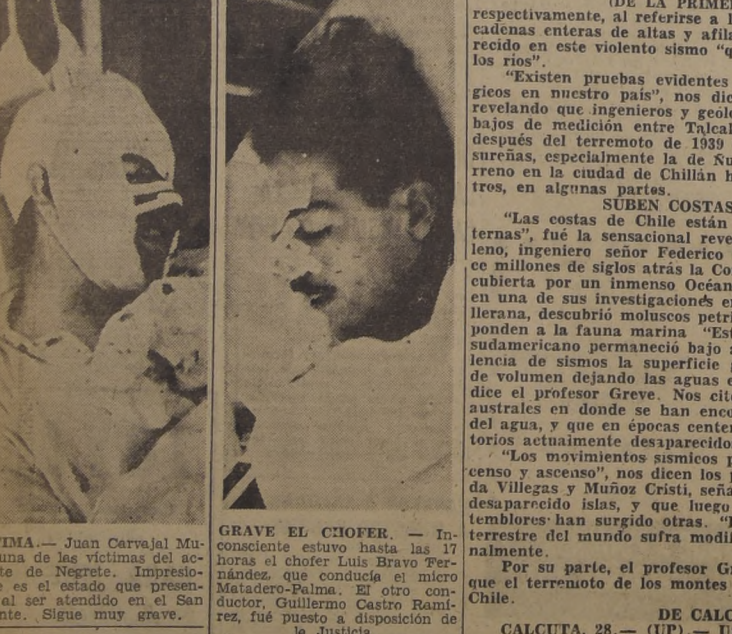 TIMA.— Juan Carvajal Mu-
una de las víctimas del ac-
te de Negrete. Impresio-
e es el estado que presen-
al ser atendido en el San
nte. Sigue muy grave.
GRAVE EL CHOFER. — In-
consciente estuvo hasta las 17
horas el chofer Luis Bravo Fer-
nández, que conducía el micro
Matadero-Palma. El otro con-
ductor, Guillermo Castro Ramí-
rez, fué puesto a disposición de
la Justicia.
(DE LA PRIME
respectivamente, al referirse a l
cadenas enteras de altas y afila
recido en este violento sismo "q
los ríos".
"Existen pruebas evidentes
gicos en nuestro país", nos dic
revelando que ingenieros y geól
bajos de medición entre Talcal
después del terremoto de 1939
sureñas, especialmente la de Ñu
rreno en la ciudad de Chillán h
tros, en algunas partes.
SUBEN COSTAS
"Las costas de Chile están
ternas", fué la sensacional reve
leno, ingeniero señor Federico
ce millones de siglos atrás la Co
cubierta por un inmenso Océan
en una de sus investigaciones e
llerana, descubrió moluscos petri
ponden a la fauna marina "Est
sudamericano permaneció bajo
lencia de sismos la superficie
de volumen dejando las aguas e
dice el profesor Greve. Nos cit
australes en donde se han enco
del agua, y que en épocas center
torios actualmente desaparecido
"Los movimientos sísmicos p
censo y ascenso", nos dicen los
da Villegas y Muñoz Cristi, seña
desaparecido islas, y que luego
temblores han surgido otras. "
terrestre del mundo sufra modi
nalmente.
Por su parte, el profesor G
que el terremoto de los montes
Chile.
DE CALC
CALCUTA, 28.— (UP).— U